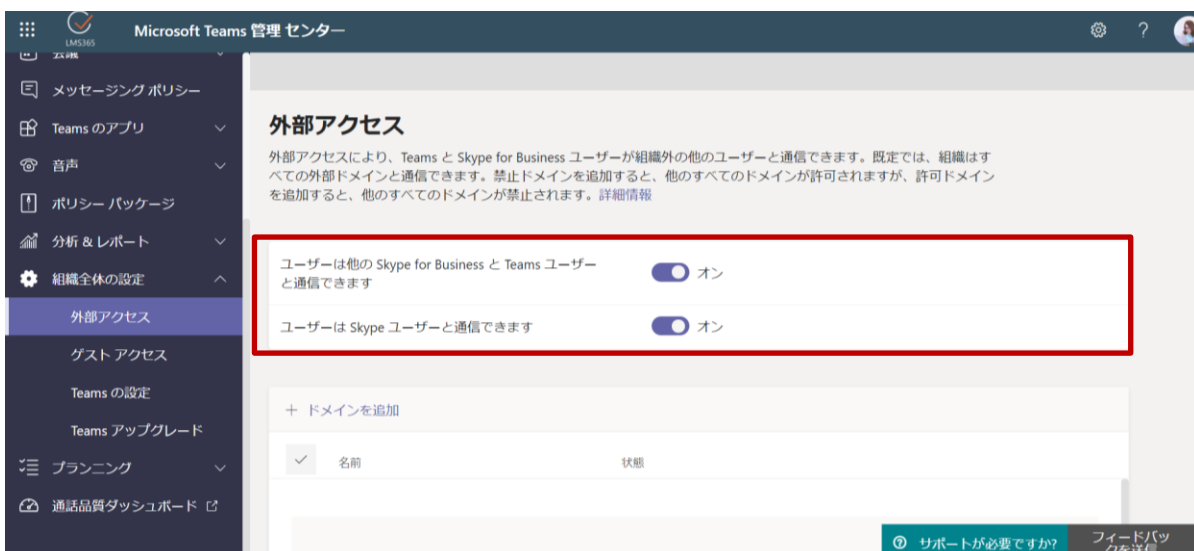 LMS365
Microsoft Teams 管理 センター
?
会議
メッセージング ポリシー
Teams のアプリ
音声
ポリシー パッケージ
分析 & レポート
組織全体の設定
外部アクセス
ゲスト アクセス
Teams の設定
Teams アップグレード
プランニング
通話品質ダッシュボード
外部アクセス
外部アクセスにより、Teams と Skype for Business ユーザーが組織外の他のユーザーと通信できます。既定では、組織はす
べての外部ドメインと通信できます。禁止ドメインを追加すると、他のすべてのドメインが許可されますが、許可ドメイン
を追加すると、他のすべてのドメインが禁止されます。詳細情報
ユーザーは他の Skype for Business と Teams ユーザー
と通信できます
オン
ユーザーは Skype ユーザーと通信できます
オン
+ ドメインを追加
名前
状態
サポートが必要ですか?
フィードバッ
クを送信